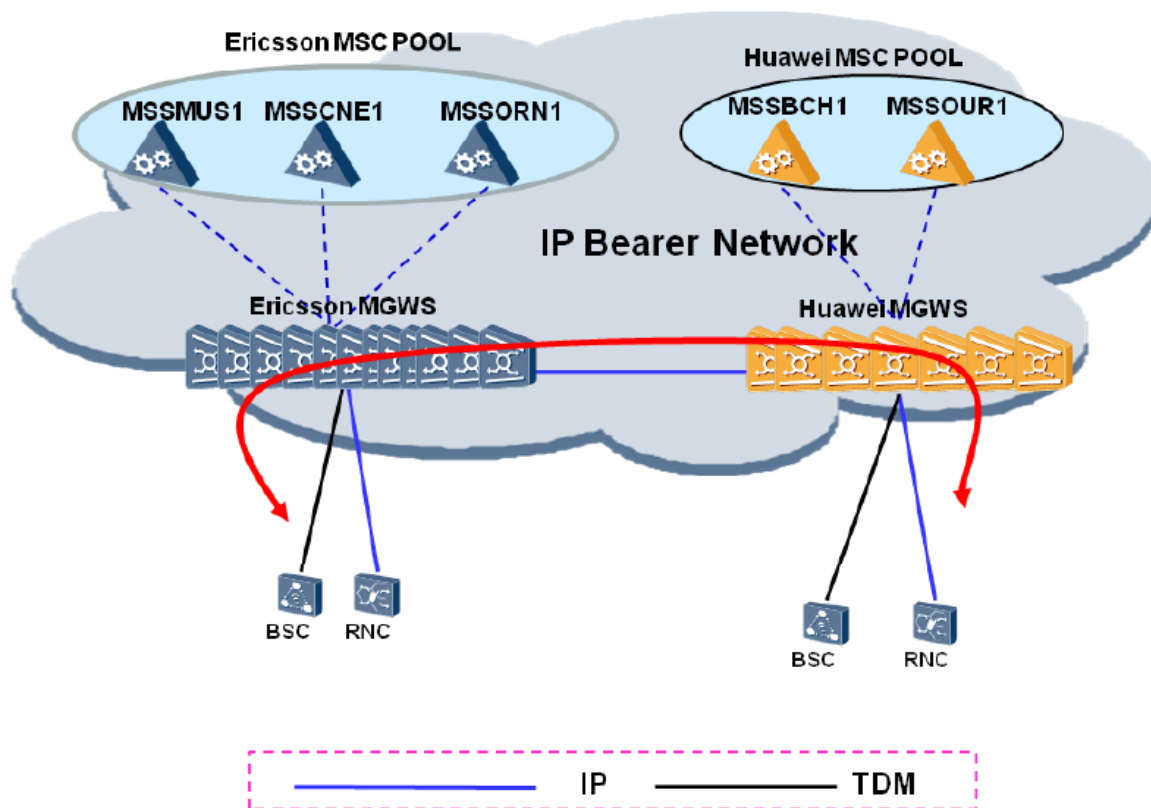 Ericsson MSC POOL
Huawei MSC POOL
MSSMUS1 MSSCNE1 MSSORN1
MSSBCH1 MSSOUR1
IP Bearer Network
Ericsson MGWS
Huawei MGWS
BSC RNC
BSC RNC
IP TDM